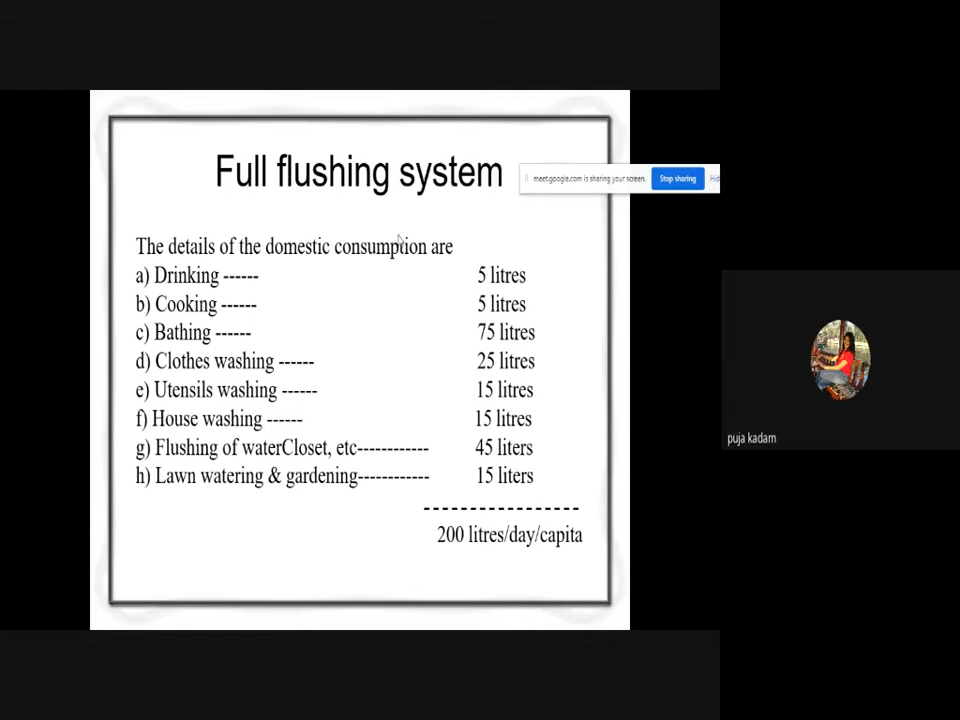 Full flushing system
meet.google.com is sharing your screen.
Stop sharing
Hid
The details of the domestic consumption are
a) Drinking ------ 5 litres
b) Cooking ------ 5 litres
c) Bathing ------ 75 litres
d) Clothes washing ------ 25 litres
e) Utensils washing ------ 15 litres
f) House washing ------ 15 litres
g) Flushing of waterCloset, etc------------ 45 liters
h) Lawn watering & gardening------------ 15 liters
-----------------
200 litres/day/capita
puja kadam